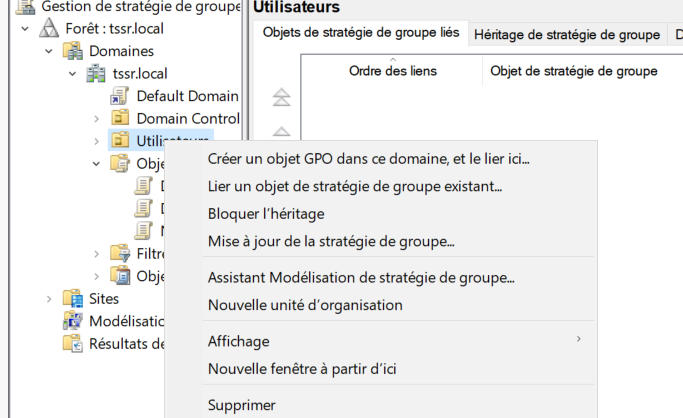 Gestion de stratégie de groupe
Forêt : tssr.local
Domaines
tssr.local
Default Domain
Domain Control
Utilisateurs
Obje
Filtre
Obje
Sites
Modélisatio
Résultats de
Utilisateurs
Objets de stratégie de groupe liés
Héritage de stratégie de groupe
D
Ordre des liens
Objet de stratégie de groupe
Créer un objet GPO dans ce domaine, et le lier ici...
Lier un objet de stratégie de groupe existant...
Bloquer l'héritage
Mise à jour de la stratégie de groupe...
Assistant Modélisation de stratégie de groupe...
Nouvelle unité d'organisation
Affichage
Nouvelle fenêtre à partir d'ici
Supprimer